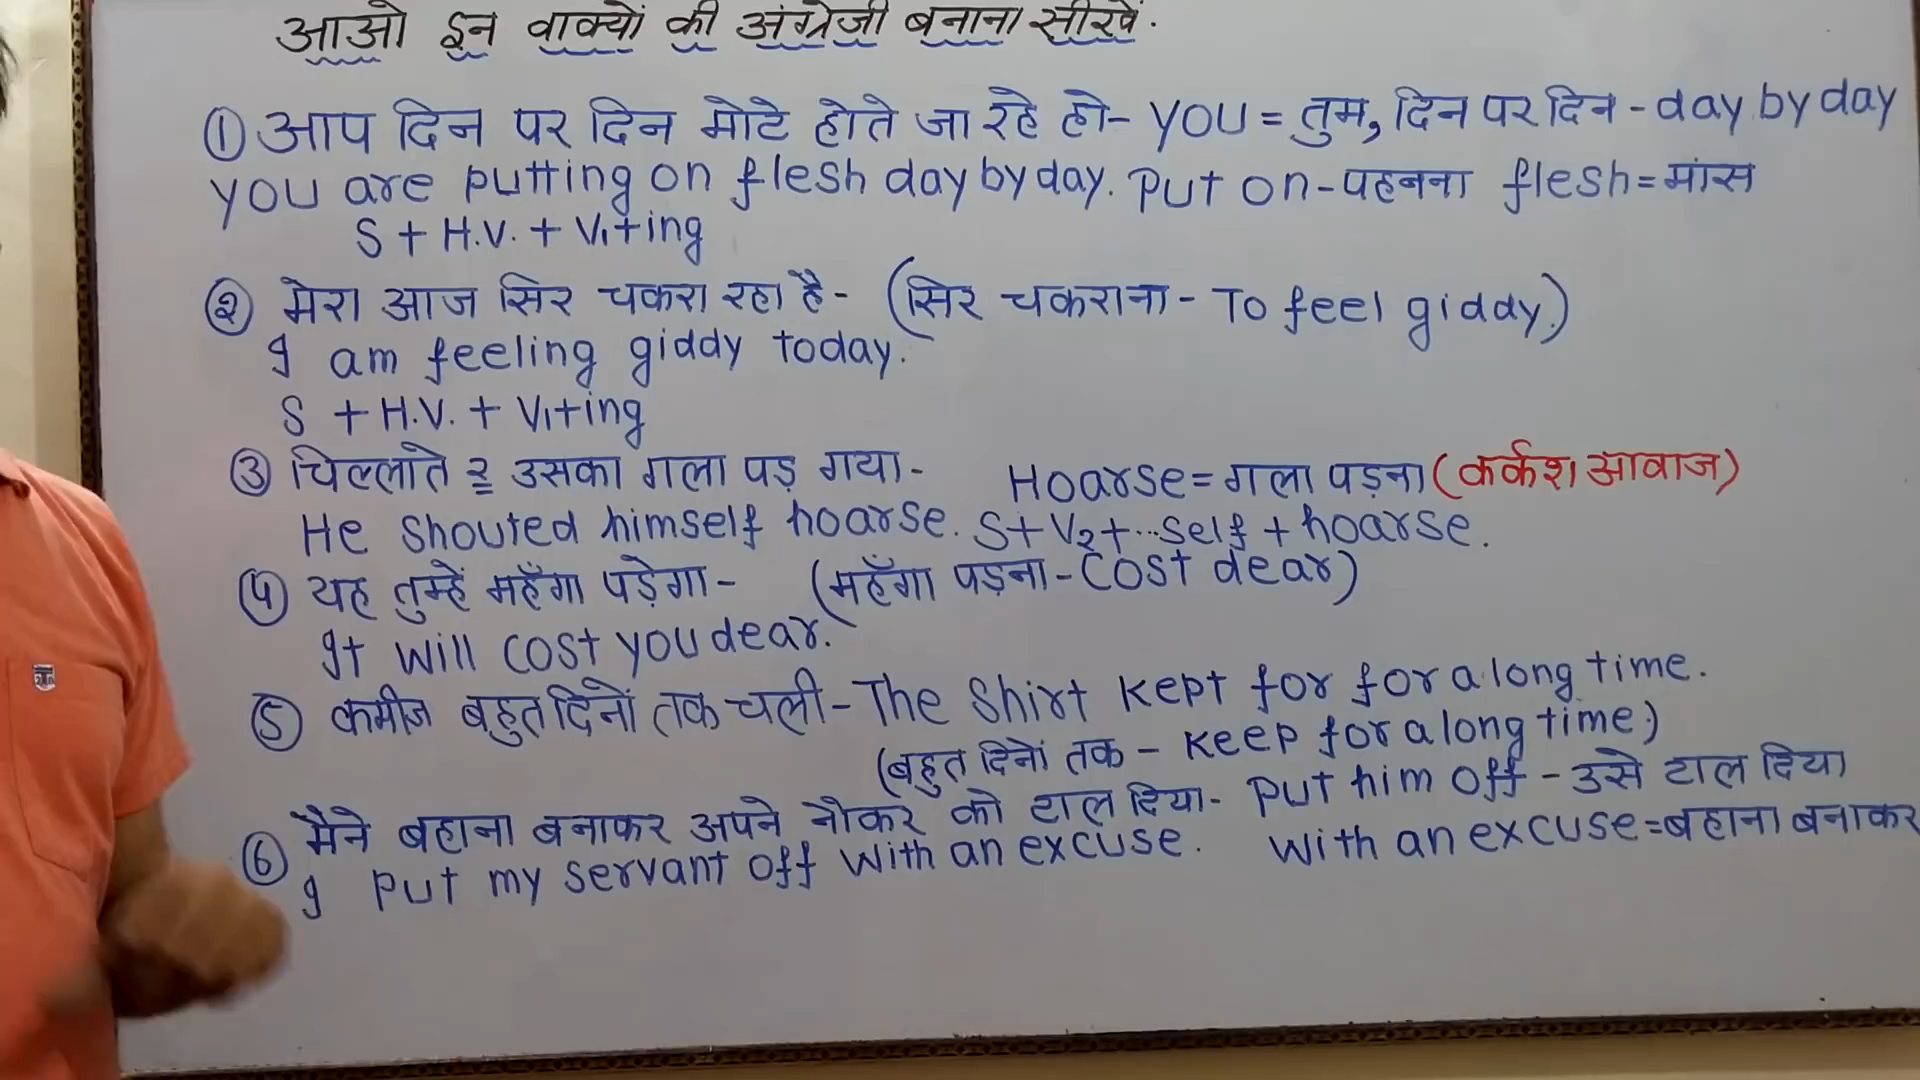 आओ इन वाक्यों की अंग्रेजी बनाना सीखें.
① आप दिन पर दिन मोटे होते जा रहे हो- YOU = तुम, दिन पर दिन - day by day
YOU are putting on flesh day by day. Put on - पहनना flesh = मांस
S + H.V. + V₁+ing
② मेरा आज सिर चकरा रहा है- (सिर चकराना - To feel giddy.)
I am feeling giddy today.
S + H.V. + V₁+ing
③ चिल्लाते २ उसका गला पड़ गया- Hoarse = गला पड़ना (कर्कश आवाज)
He shouted himself hoarse. S+V₂+...self + hoarse.
④ यह तुम्हें महँगा पड़ेगा- (महँगा पड़ना - Cost dear)
It will cost you dear.
⑤ कमीज बहुत दिनों तक चली- The Shirt kept for for a long time.
(बहुत दिनों तक - Keep for a long time.)
⑥ मैने बहाना बनाकर अपने नौकर को टाल दिया- Put him off - उसे टाल दिया
I put my servant off with an excuse. With an excuse = बहाना बनाकर